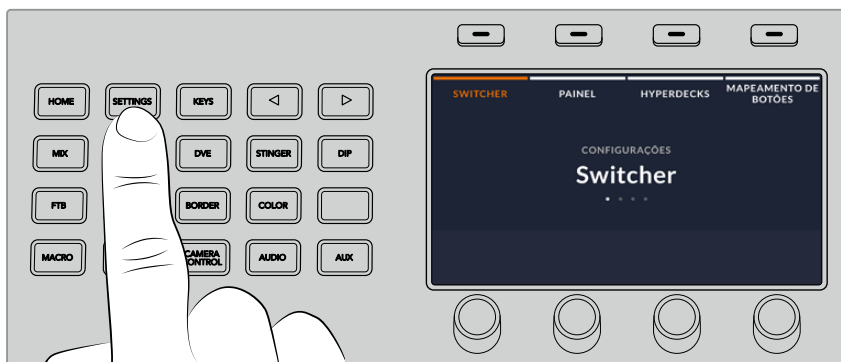 HOME SETTINGS KEYS
MIX DVE STINGER DIP
FTB BORDER COLOR
MACRO CAMERA CONTROL AUDIO AUX
SWITCHER PAINEL HYPERDECKS MAPEAMENTO DE
BOTÕES
CONFIGURAÇÕES
Switcher